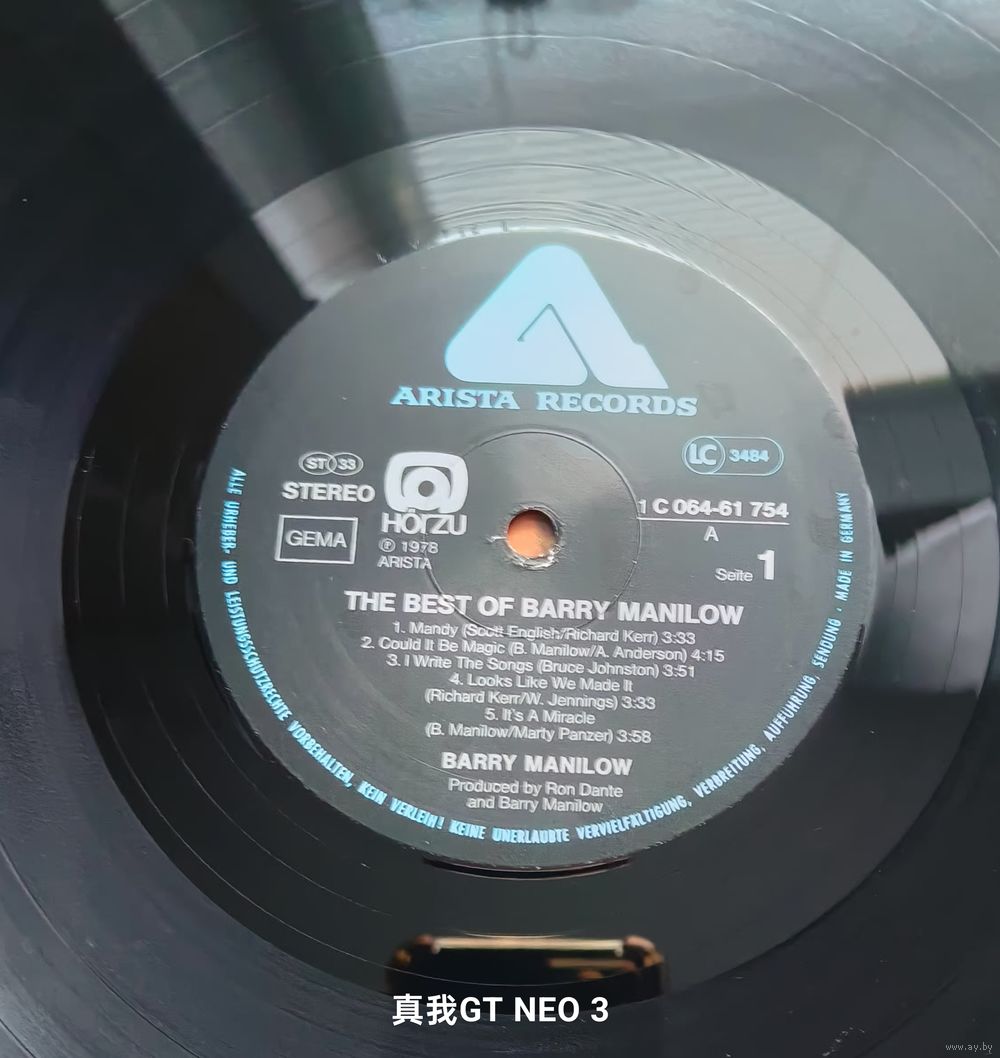 ARISTA RECORDS
ST 33
STEREO
GEMA
HÖRZU
℗ 1978
ARISTA
LC 3484
1 C 064-61 754
A
Seite 1
THE BEST OF BARRY MANILOW
1. Mandy (Scott English/Richard Kerr) 3:33
2. Could It Be Magic (B. Manilow/A. Anderson) 4:15
3. I Write The Songs (Bruce Johnston) 3:51
4. Looks Like We Made It
(Richard Kerr/W. Jennings) 3:33
5. It's A Miracle
(B. Manilow/Marty Panzer) 3:58
BARRY MANILOW
Produced by Ron Dante
and Barry Manilow
ALLE URHEBER- UND LEISTUNGSSCHUTZRECHTE VORBEHALTEN, KEIN VERLEIH! KEINE UNERLAUBTE VERVIELFÄLTIGUNG, VERBREITUNG, AUFFÜHRUNG, SENDUNG · MADE IN GERMANY
真我GT NEO 3
www.ay.by